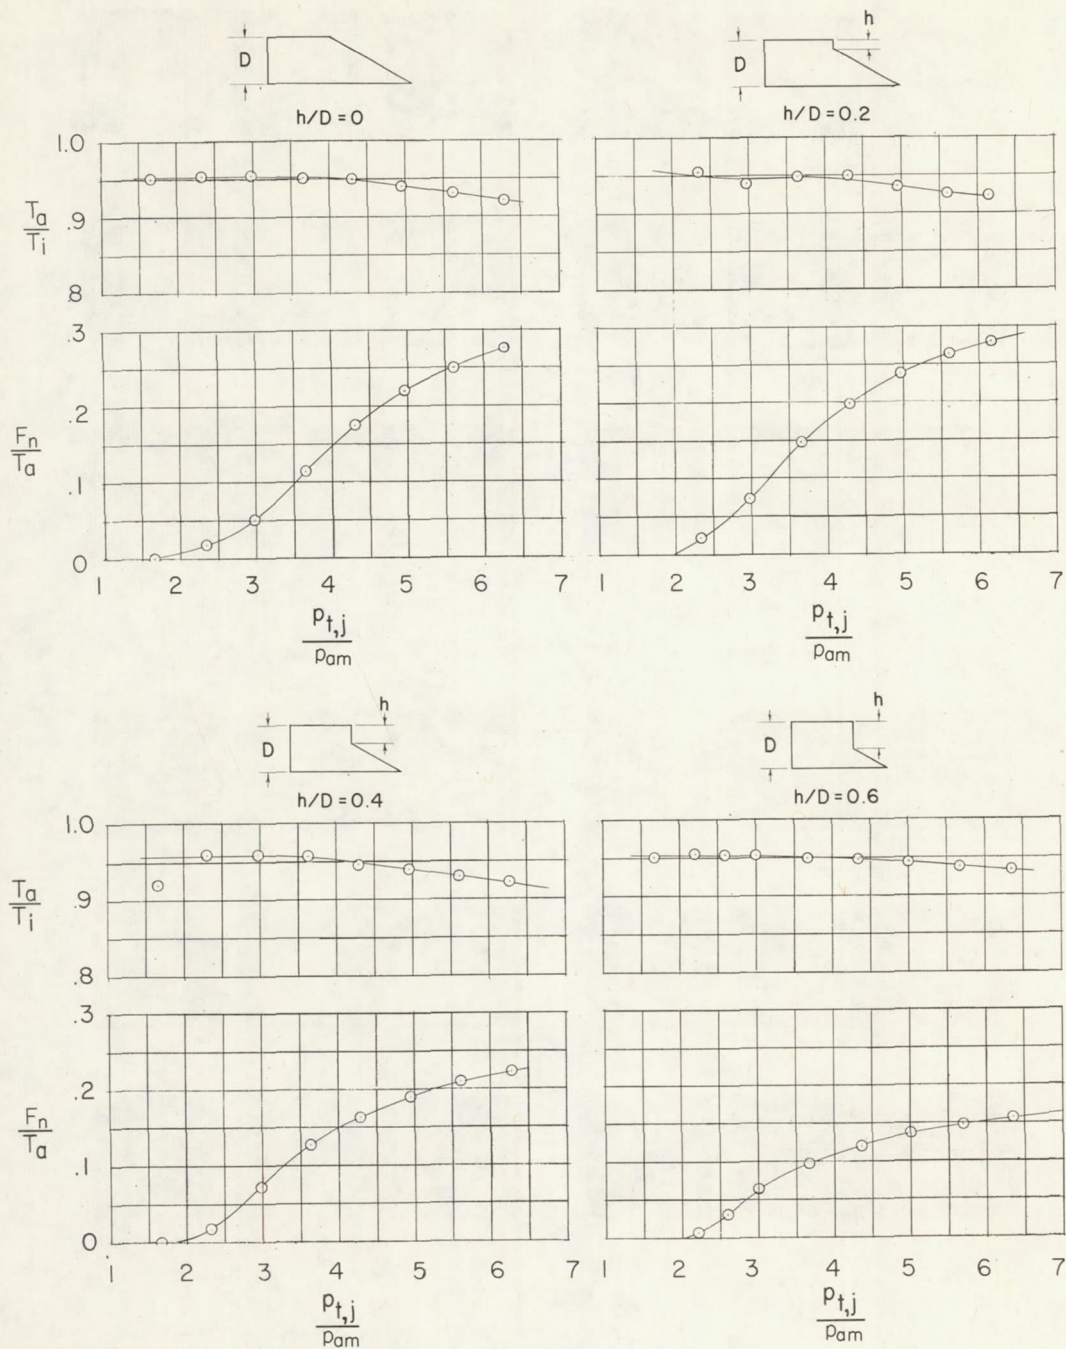 D
h/D = 0
h
D
h/D = 0.2
1.0
.9
.8
Ta
Ti
.3
.2
.1
0
Fn
Ta
1 2 3 4 5 6 7
1 2 3 4 5 6 7
pt,j
pam
pt,j
pam
h
D
h/D = 0.4
h
D
h/D = 0.6
1.0
.9
.8
Ta
Ti
.3
.2
.1
0
Fn
Ta
1 2 3 4 5 6 7
1 2 3 4 5 6 7
pt,j
pam
pt,j
pam